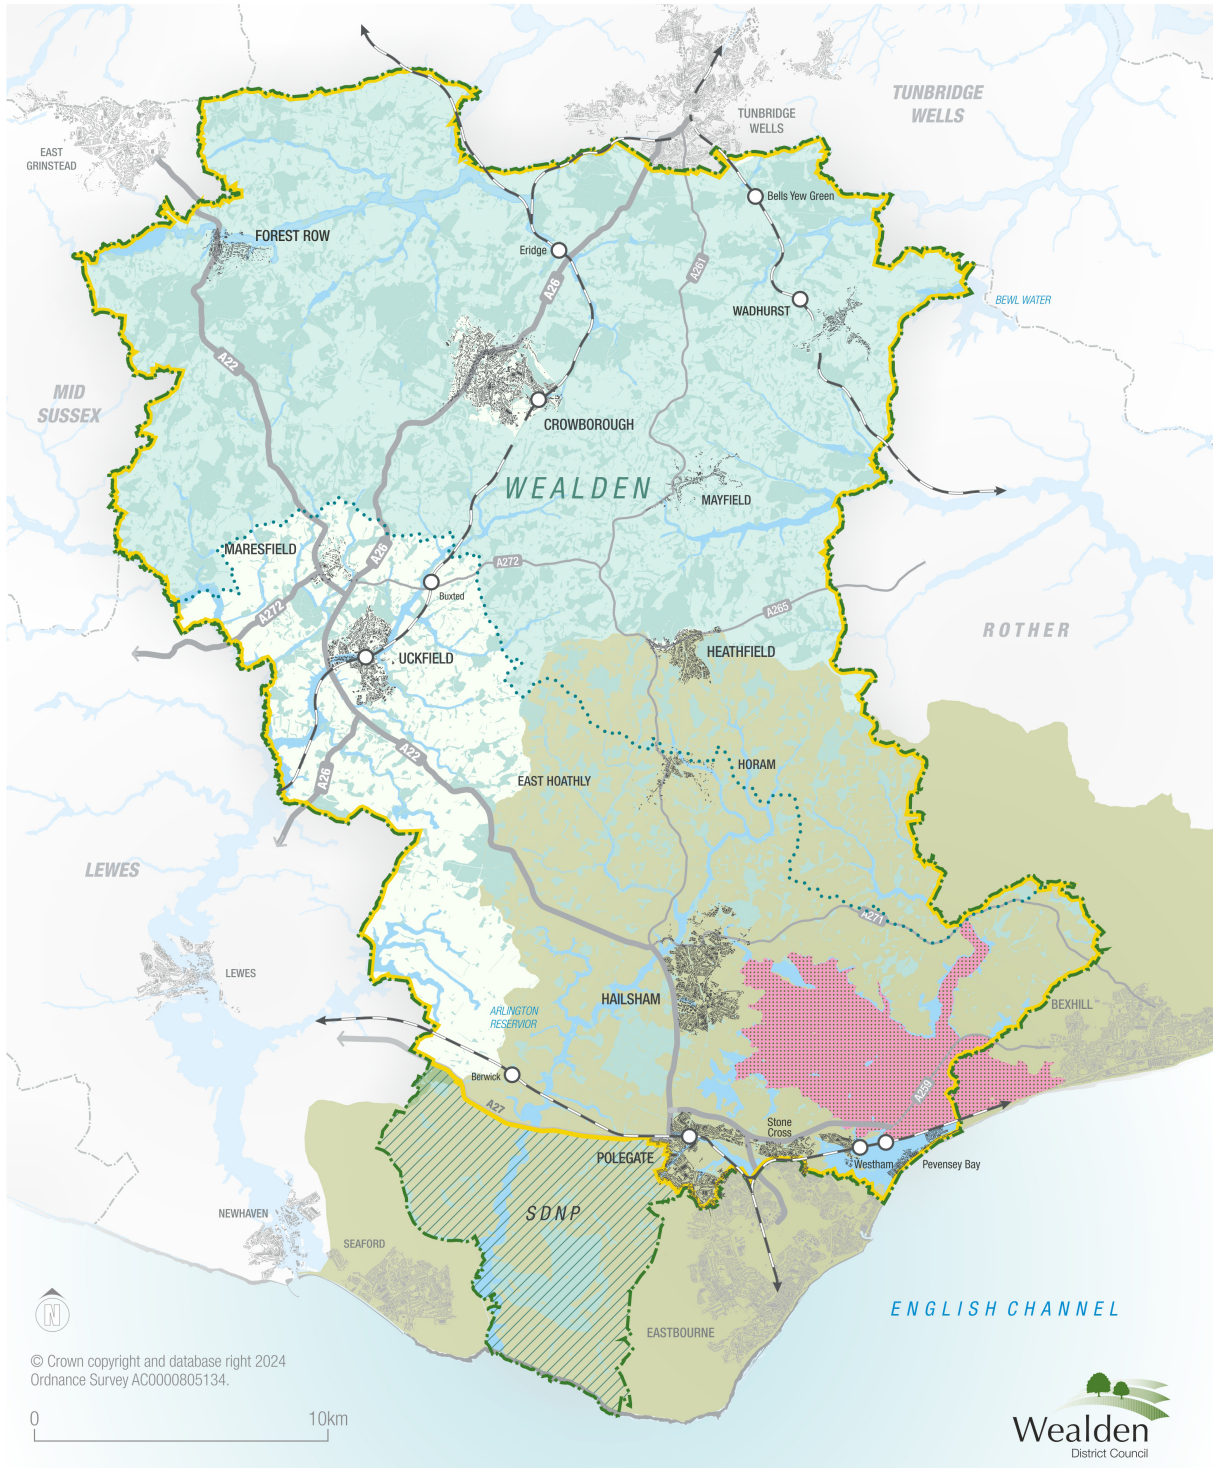 TUNBRIDGE
WELLS
TUNBRIDGE
WELLS
EAST
GRINSTEAD
Bells Yew Green
FOREST ROW
Eridge
A261
A26
BEWL WATER
WADHURST
A22
MID
SUSSEX
CROWBOROUGH
WEALDEN
MAYFIELD
MARESFIELD
A26
A272
Buxted
A272
A265
ROTHER
UCKFIELD
HEATHFIELD
A22
A26
EAST HOATHLY
HORAM
LEWES
A271
LEWES
HAILSHAM
ARLINGTON
RESERVIOR
BEXHILL
Berwick
A259
A27
Stone
Cross
POLEGATE
Westham
Pevensey Bay
SDNP
NEWHAVEN
SEAFORD
ENGLISH CHANNEL
EASTBOURNE
N
© Crown copyright and database right 2024
Ordnance Survey AC0000805134.
0
10km
Wealden
District Council